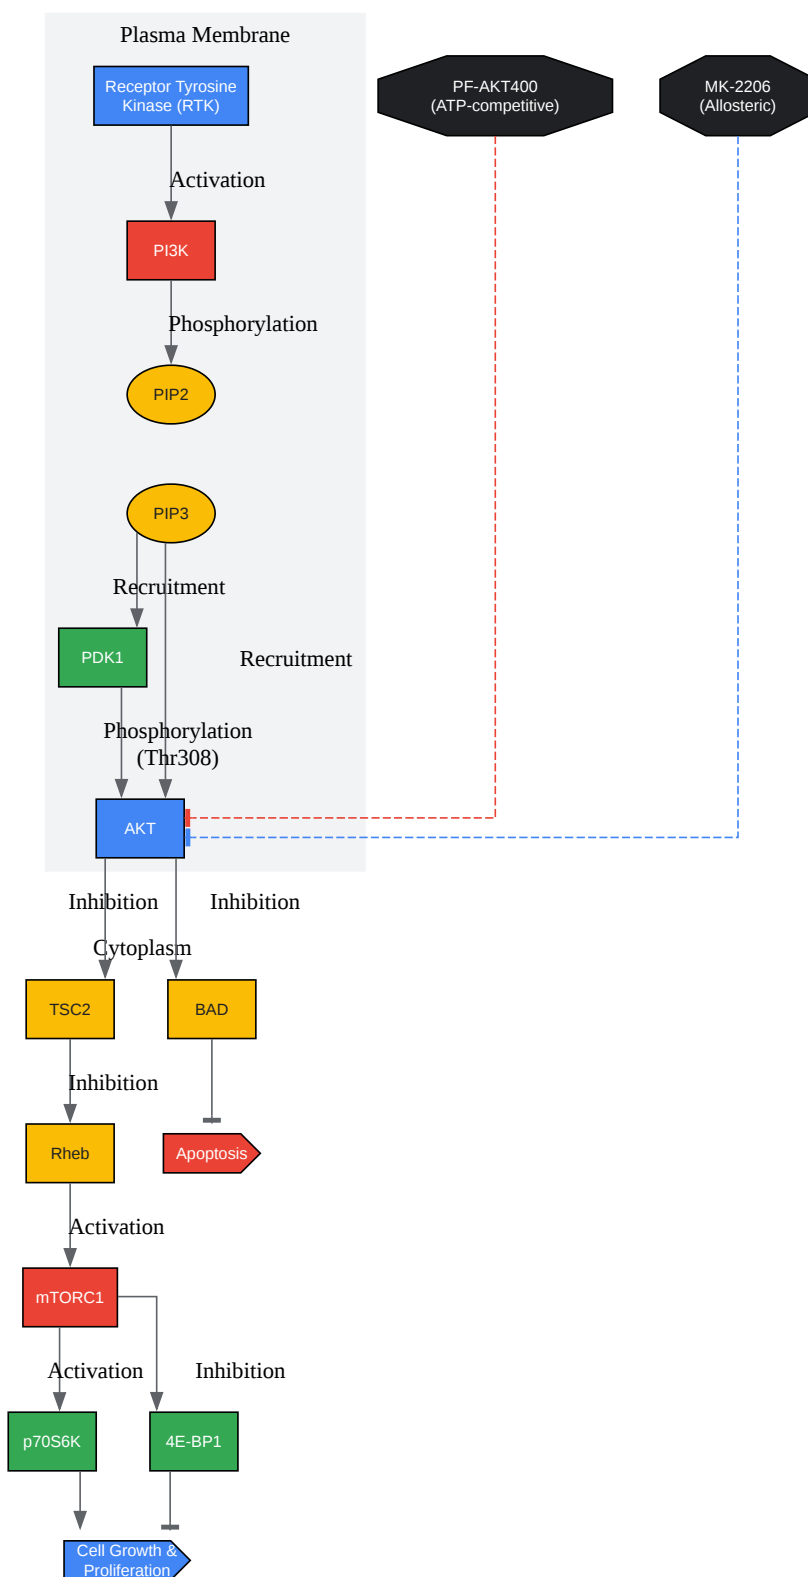 Plasma Membrane
Receptor Tyrosine
Kinase (RTK)
PF-AKT400
(ATP-competitive)
MK-2206
(Allosteric)
Activation
PI3K
Phosphorylation
PIP2
PIP3
Recruitment
PDK1
Recruitment
Phosphorylation
(Thr308)
AKT
Inhibition
Inhibition
Cytoplasm
TSC2
BAD
Inhibition
Rheb
Apoptosis
Activation
mTORC1
Activation
Inhibition
p70S6K
4E-BP1
Cell Growth &
Proliferation